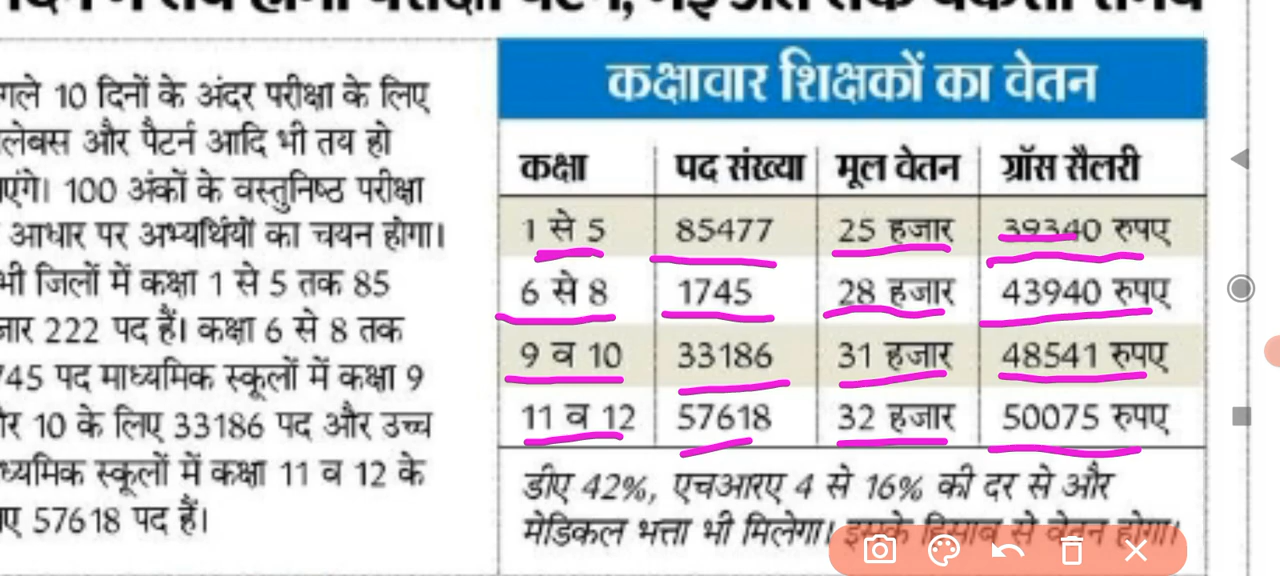 10 दिनों के अंदर परीक्षा के लिए
और पैटर्न आदि भी तय हो
100 अंकों के वस्तुनिष्ठ परीक्षा
आधार पर अभ्यर्थियों का चयन होगा।
जिलों में कक्षा 1 से 5 तक 85
222 पद हैं। कक्षा 6 से 8 तक
पद माध्यमिक स्कूलों में कक्षा 9
10 के लिए 33186 पद और उच्च
स्कूलों में कक्षा 11 व 12 के
57618 पद हैं।
कक्षावार शिक्षकों का वेतन
कक्षा पद संख्या मूल वेतन ग्रॉस सैलरी
1 से 5 85477 25 हजार 39340 रुपए
6 से 8 1745 28 हजार 43940 रुपए
9 व 10 33186 31 हजार 48541 रुपए
11 व 12 57618 32 हजार 50075 रुपए
डीए 42%, एचआरए 4 से 16% की दर से और
मेडिकल भत्ता भी मिलेगा। इसके हिसाब से वेतन होगा।